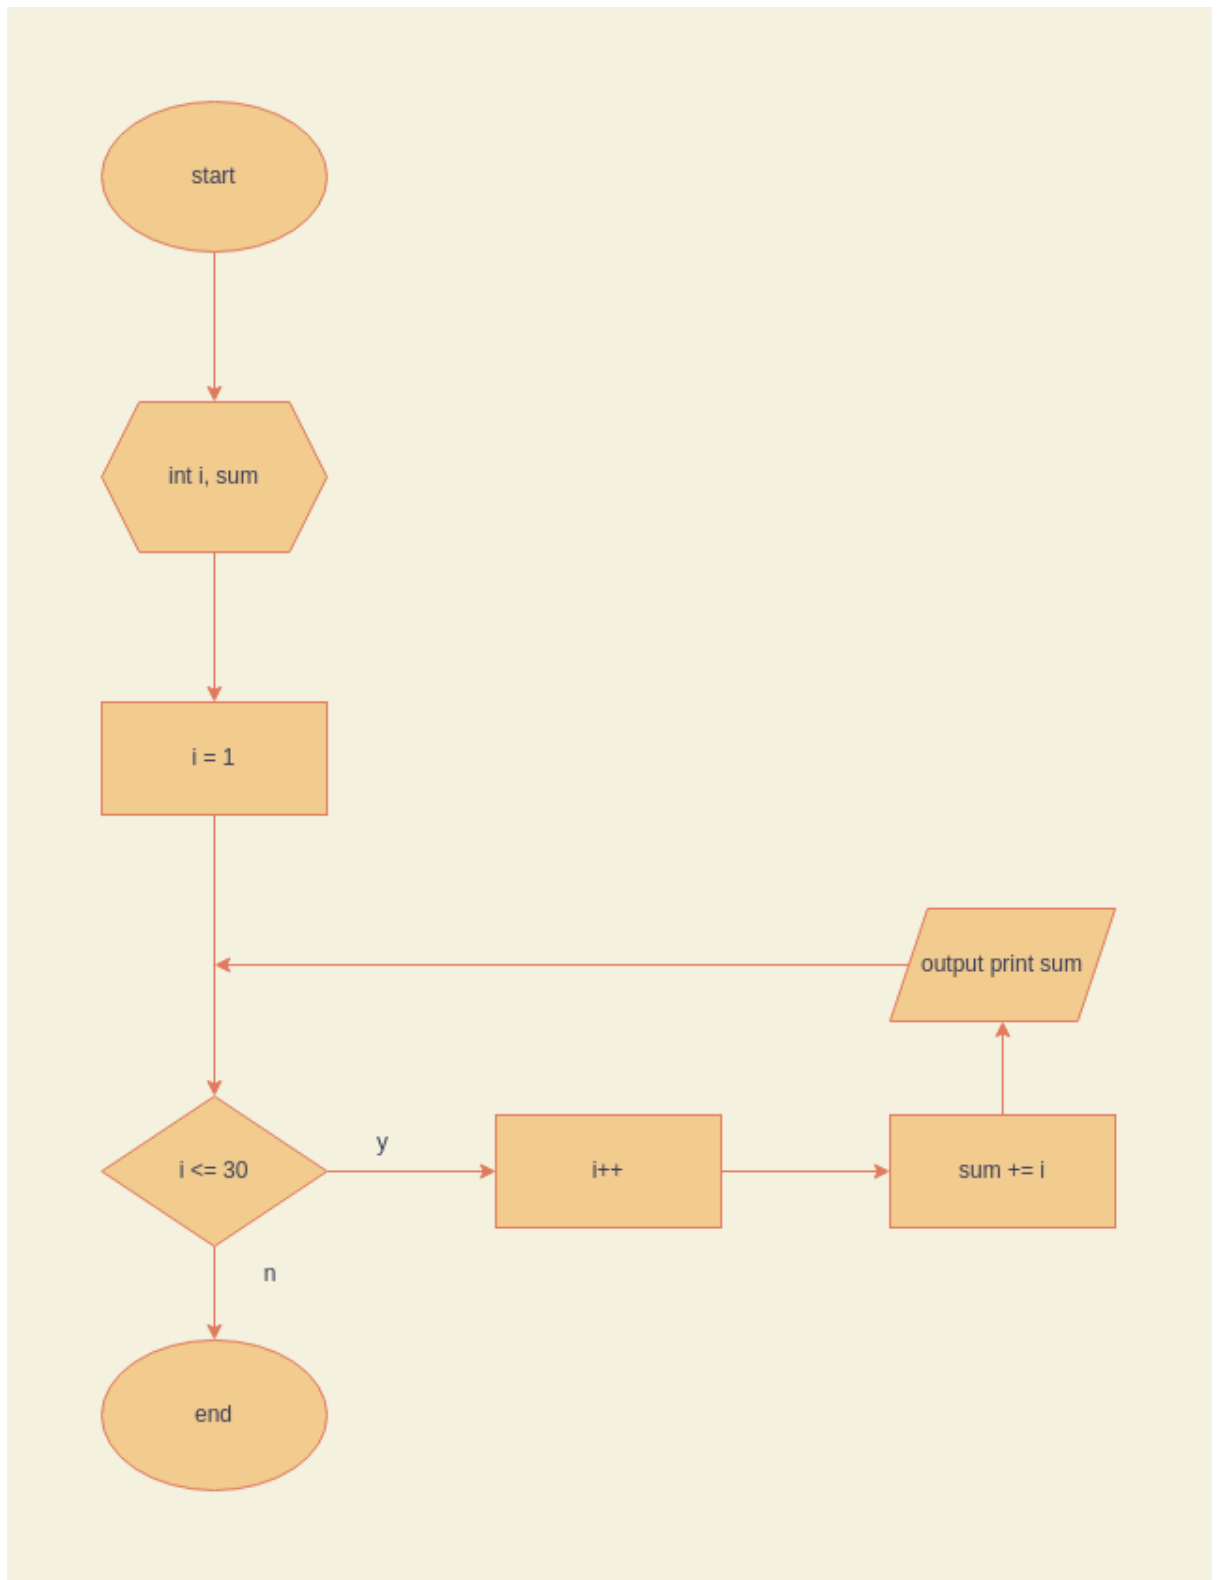 start
int i, sum
i = 1
output print sum
i <= 30
y
i++
sum += i
n
end